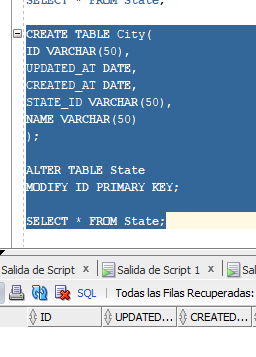 SELECT * FROM State;
CREATE TABLE City(
ID VARCHAR(50),
UPDATED_AT DATE,
CREATED_AT DATE,
STATE_ID VARCHAR(50),
NAME VARCHAR(50)
);
ALTER TABLE State
MODIFY ID PRIMARY KEY;
SELECT * FROM State;
Salida de Script x Salida de Script 1 x Sal
SQL | Todas las Filas Recuperadas:
ID UPDATED... CREATED...